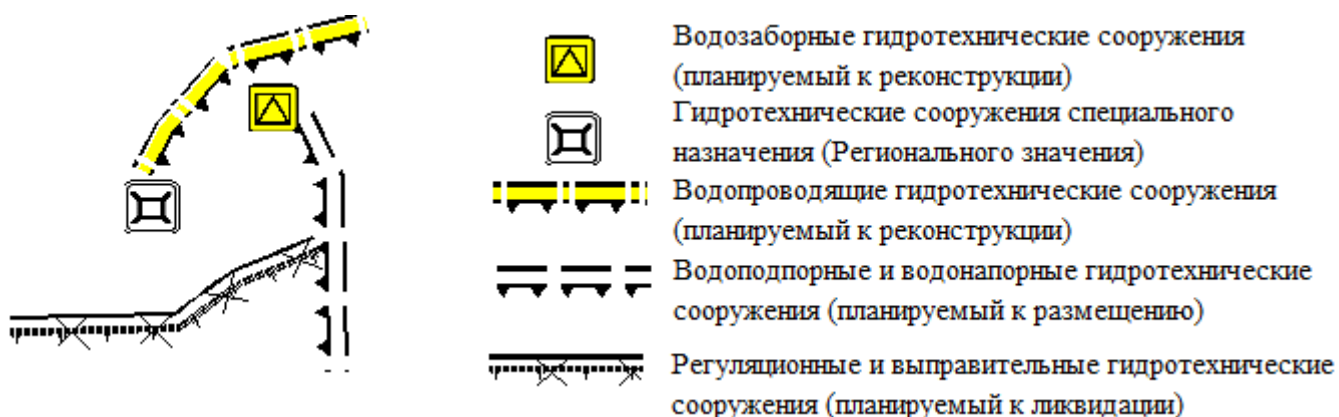 Водозаборные гидротехнические сооружения
(планируемый к реконструкции)
Гидротехнические сооружения специального
назначения (Регионального значения)
Водопроводящие гидротехнические сооружения
(планируемый к реконструкции)
Водоподпорные и водонапорные гидротехнические
сооружения (планируемый к размещению)
Регуляционные и выправительные гидротехнические
сооружения (планируемый к ликвидации)